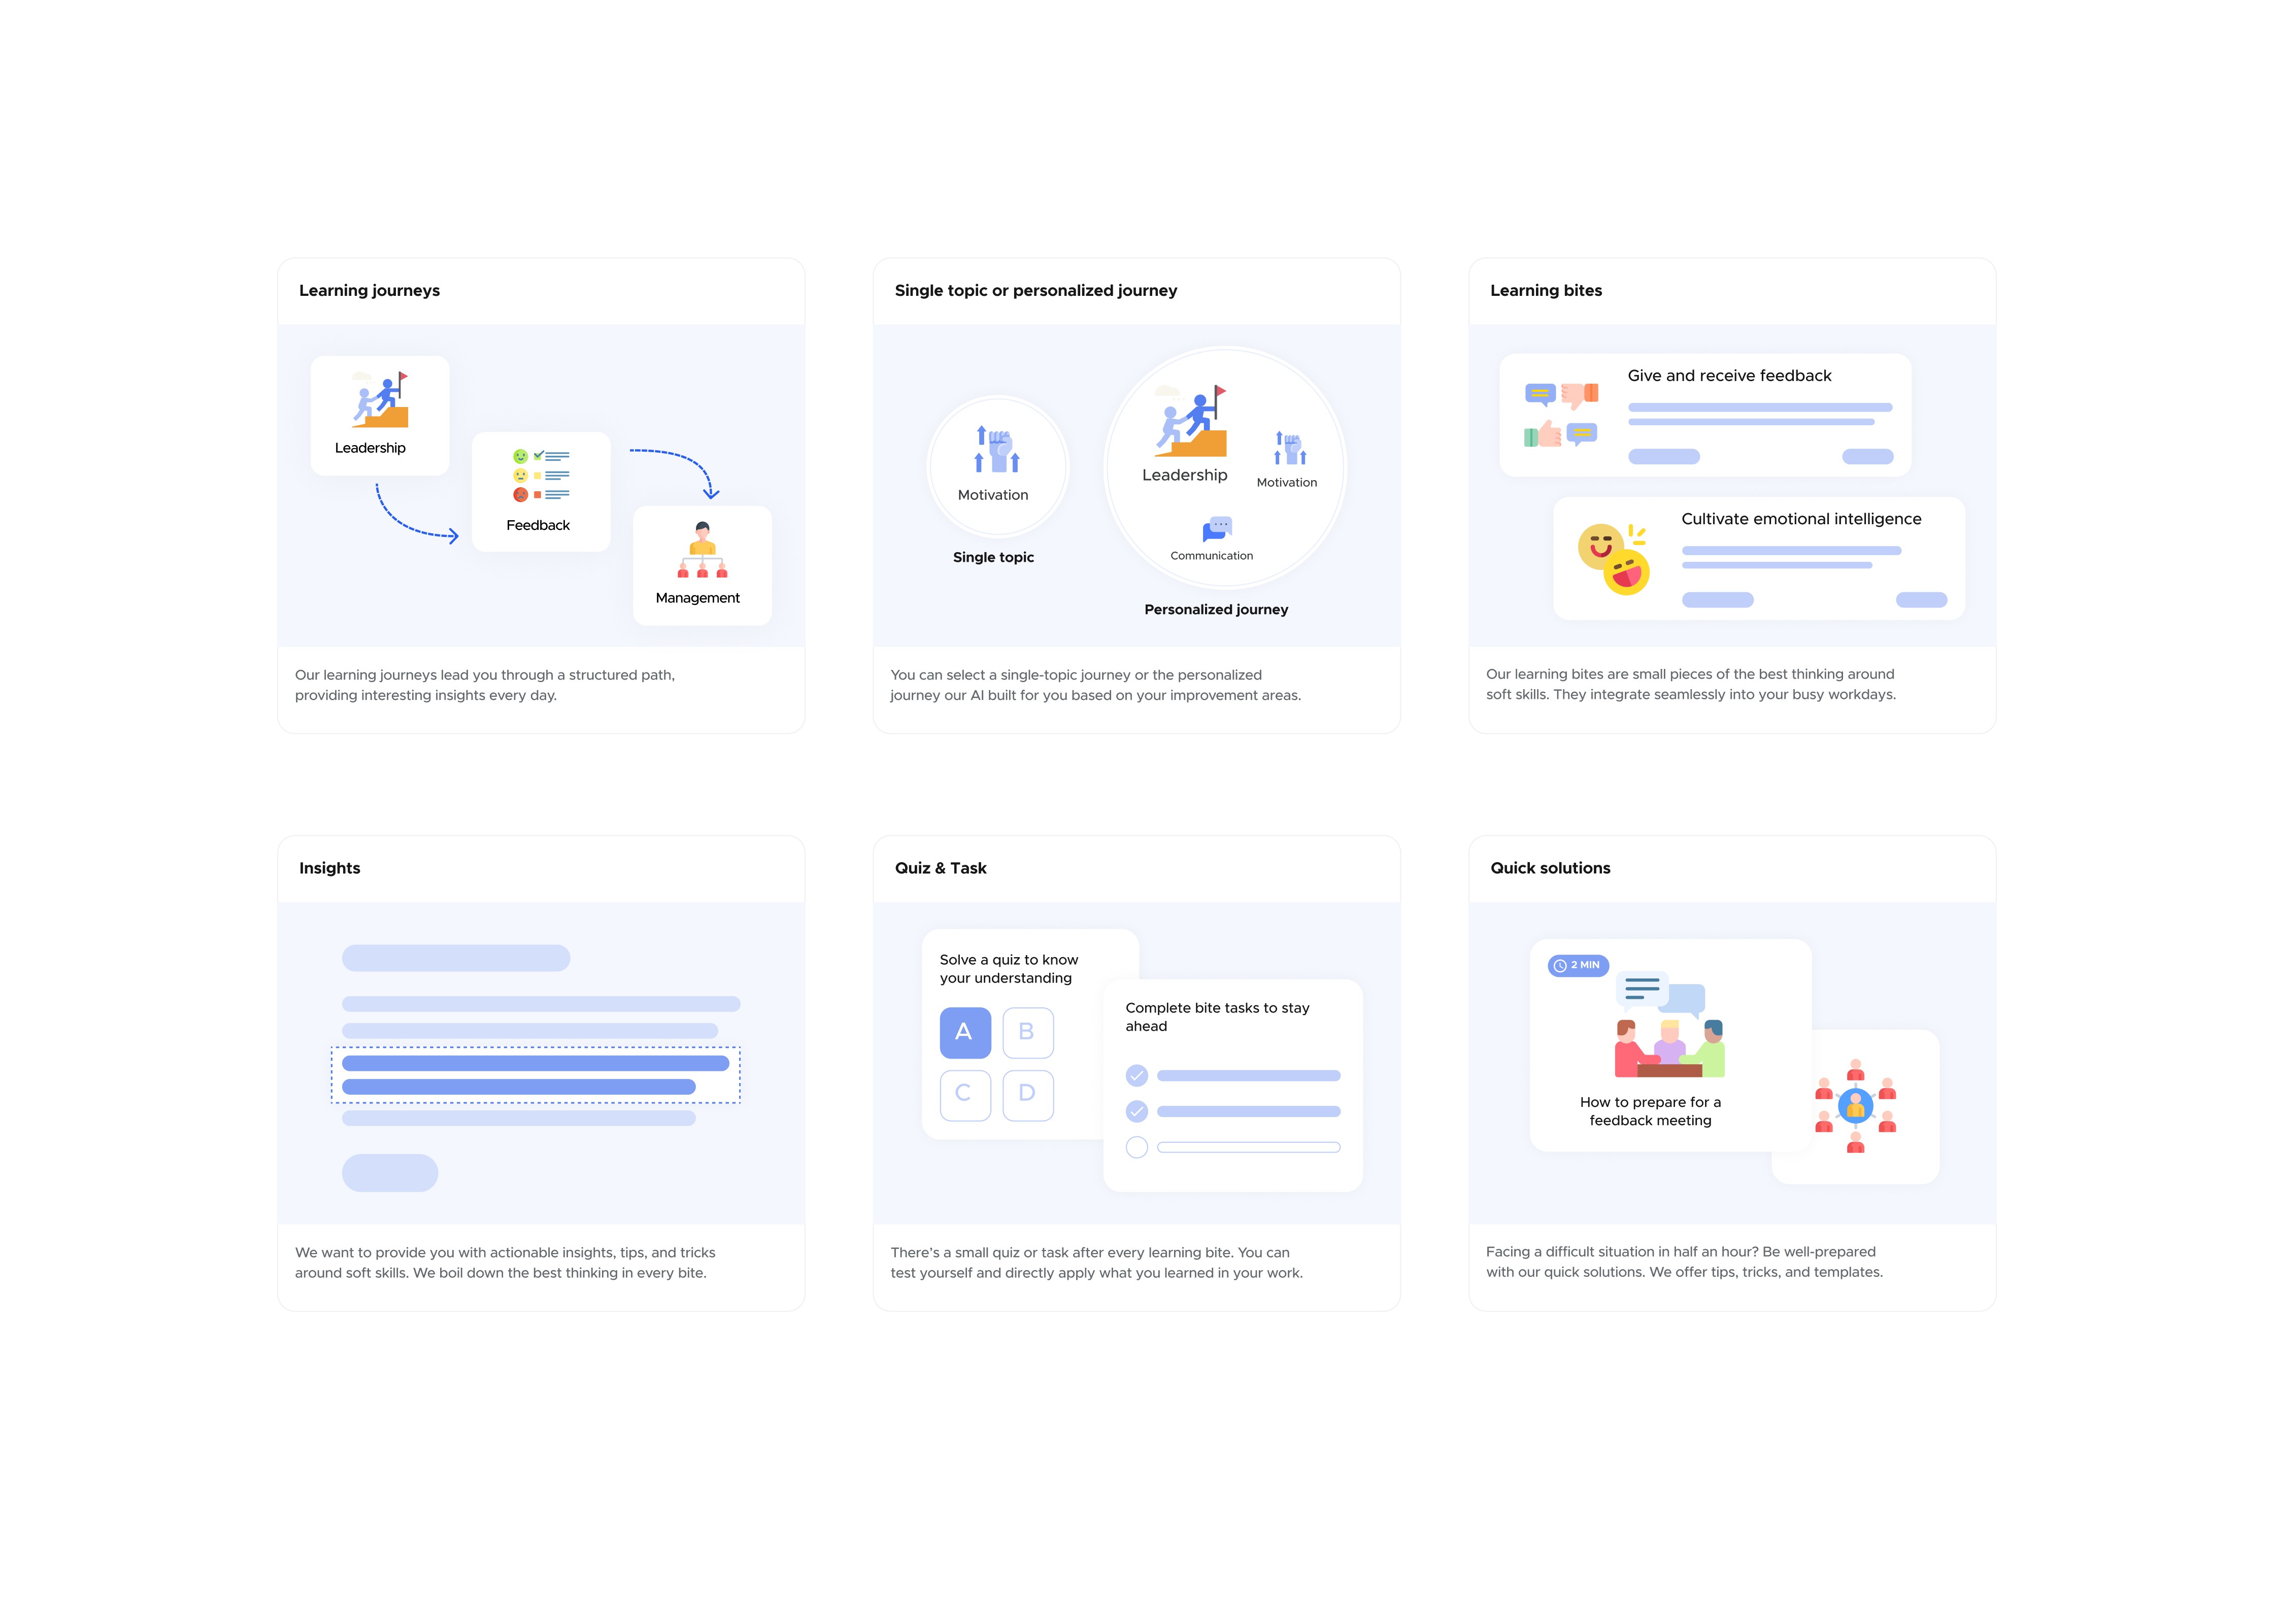 Learning journeys
Leadership
Feedback
Management
Our learning journeys lead you through a structured path,
providing interesting insights every day.
Single topic or personalized journey
Motivation
Single topic
Leadership
Motivation
Communication
Personalized journey
You can select a single-topic journey or the personalized
journey our AI built for you based on your improvement areas.
Learning bites
Give and receive feedback
Cultivate emotional intelligence
Our learning bites are small pieces of the best thinking around
soft skills. They integrate seamlessly into your busy workdays.
Insights
We want to provide you with actionable insights, tips, and tricks
around soft skills. We boil down the best thinking in every bite.
Quiz & Task
Solve a quiz to know
your understanding
A B
C D
Complete bite tasks to stay
ahead
There’s a small quiz or task after every learning bite. You can
test yourself and directly apply what you learned in your work.
Quick solutions
2 MIN
How to prepare for a
feedback meeting
Facing a difficult situation in half an hour? Be well-prepared
with our quick solutions. We offer tips, tricks, and templates.